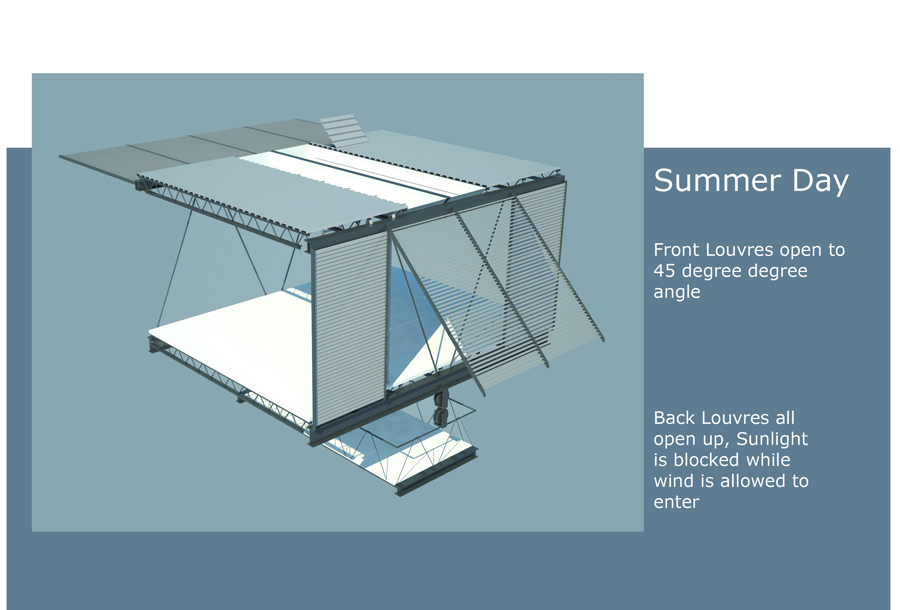 Summer Day
Front Louvres open to
45 degree degree
angle
Back Louvres all
open up, Sunlight
is blocked while
wind is allowed to
enter